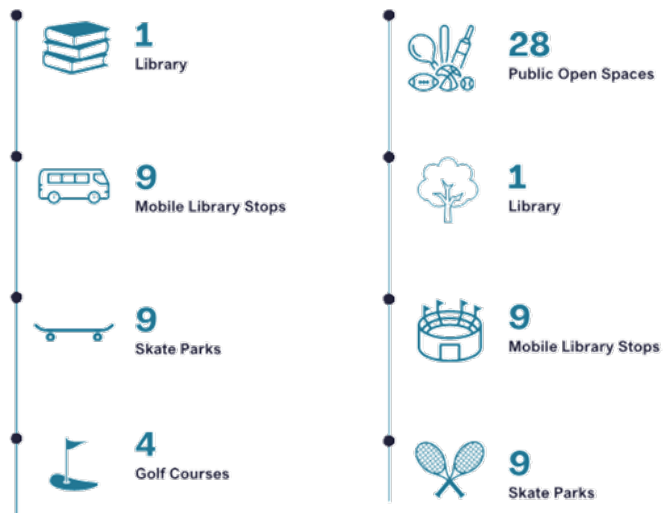 1
Library
9
Mobile Library Stops
9
Skate Parks
4
Golf Courses
28
Public Open Spaces
1
Library
9
Mobile Library Stops
9
Skate Parks